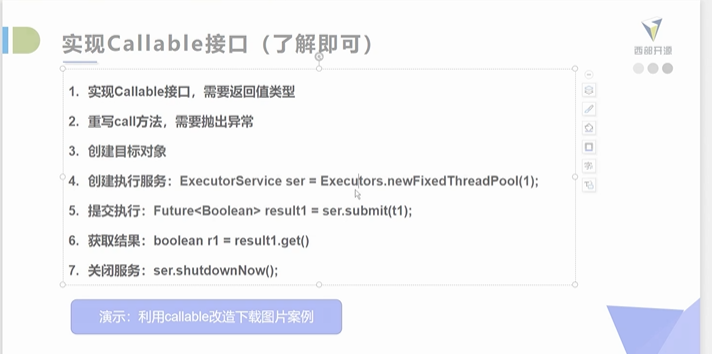 实现Callable接口（了解即可）
西部开源
1. 实现Callable接口，需要返回值类型
2. 重写call方法，需要抛出异常
3. 创建目标对象
4. 创建执行服务：ExecutorService ser = Executors.newFixedThreadPool(1);
5. 提交执行：Future<Boolean> result1 = ser.submit(t1);
6. 获取结果：boolean r1 = result1.get()
7. 关闭服务：ser.shutdownNow();
演示：利用callable改造下载图片案例